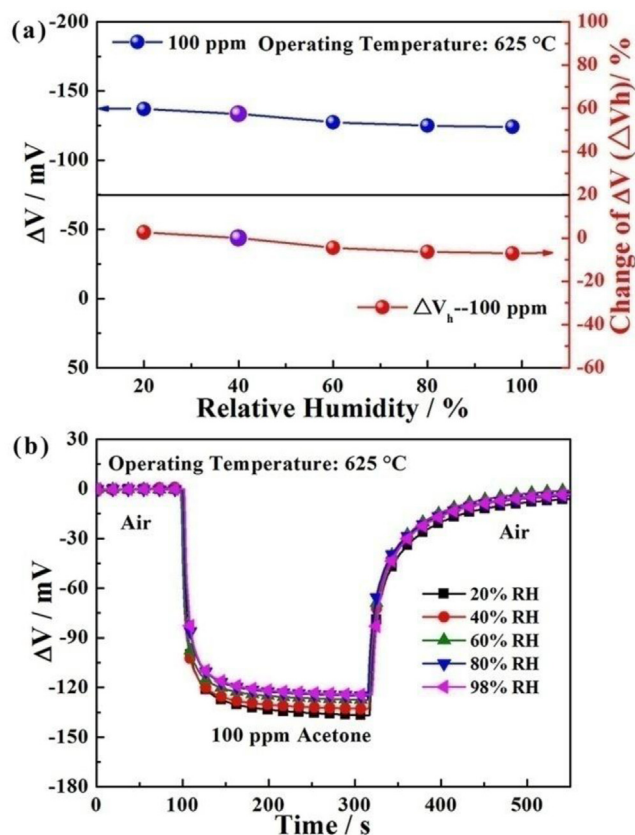 (a)
100 ppm Operating Temperature: 625 °C
ΔV / mV
-200
-150
-100
-50
0
50
Change of ΔV (△Vh)/ %
100
80
60
40
20
0
-20
-40
-60
△Vh--100 ppm
20 40 60 80 100
Relative Humidity / %
(b)
Operating Temperature: 625 °C
ΔV / mV
30
0
-30
-60
-90
-120
-150
-180
Air
Air
20% RH
40% RH
60% RH
80% RH
98% RH
100 ppm Acetone
0 100 200 300 400 500
Time / s